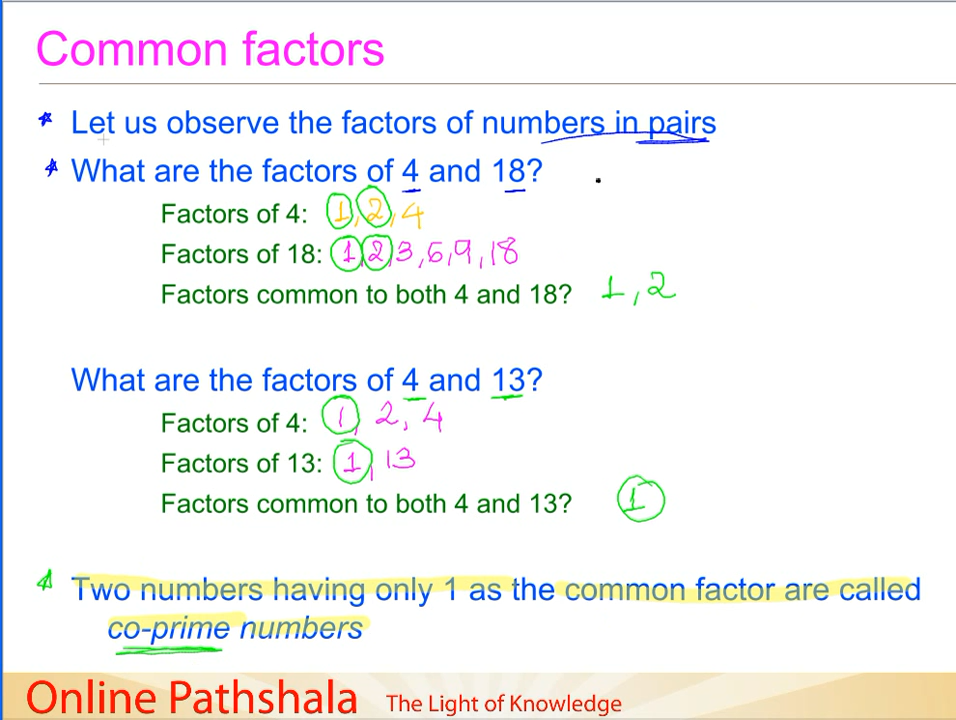 Common factors
Let us observe the factors of numbers in pairs
What are the factors of 4 and 18?
Factors of 4: 1, 2, 4
Factors of 18: 1, 2, 3, 6, 9, 18
Factors common to both 4 and 18? 1, 2
What are the factors of 4 and 13?
Factors of 4: 1, 2, 4
Factors of 13: 1, 13
Factors common to both 4 and 13? 1
Two numbers having only 1 as the common factor are called
co-prime numbers
Online Pathshala The Light of Knowledge